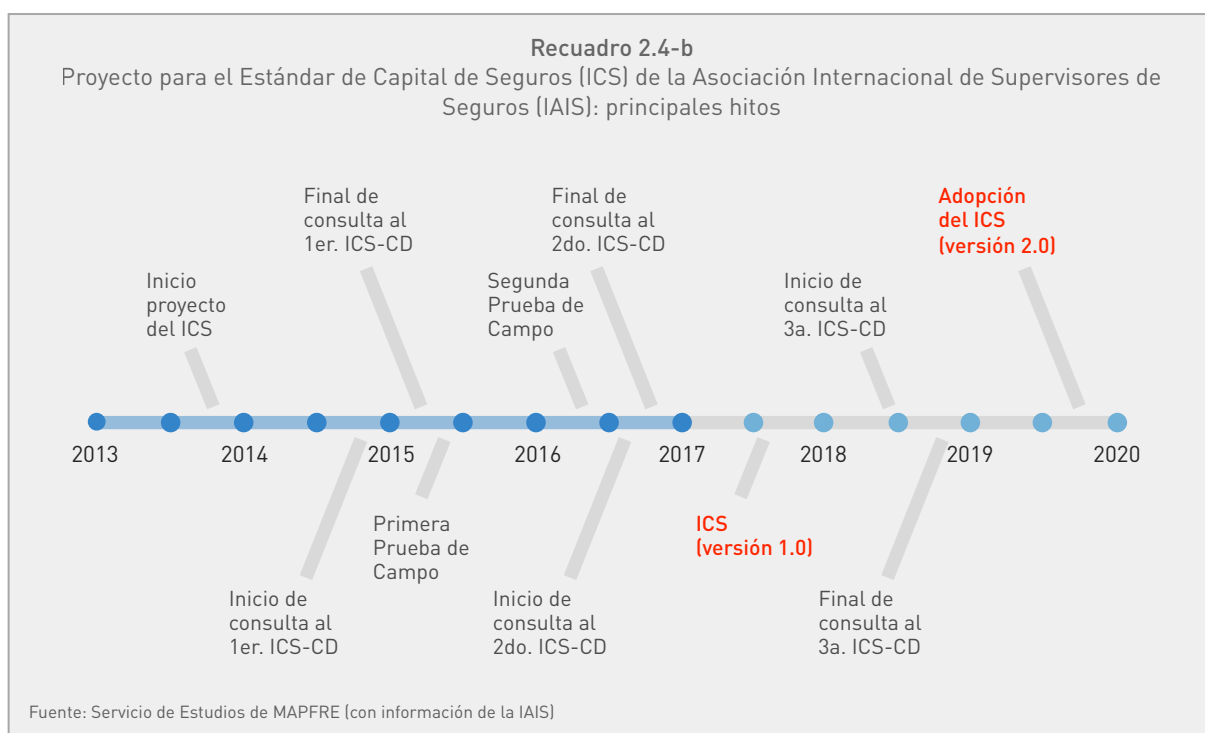 Recuadro 2.4-b
Proyecto para el Estándar de Capital de Seguros (ICS) de la Asociación Internacional de Supervisores de
Seguros (IAIS): principales hitos
Final de
consulta al
1er. ICS-CD
Final de
consulta al
2do. ICS-CD
Adopción
del ICS
(versión 2.0)
Inicio
proyecto
del ICS
Segunda
Prueba de
Campo
Inicio de
consulta al
3a. ICS-CD
2013
2014
2015
2016
2017
2018
2019
2020
Primera
Prueba de
Campo
ICS
(versión 1.0)
Inicio de
consulta al
1er. ICS-CD
Inicio de
consulta al
2do. ICS-CD
Final de
consulta al
3a. ICS-CD
Fuente: Servicio de Estudios de MAPFRE (con información de la IAIS)